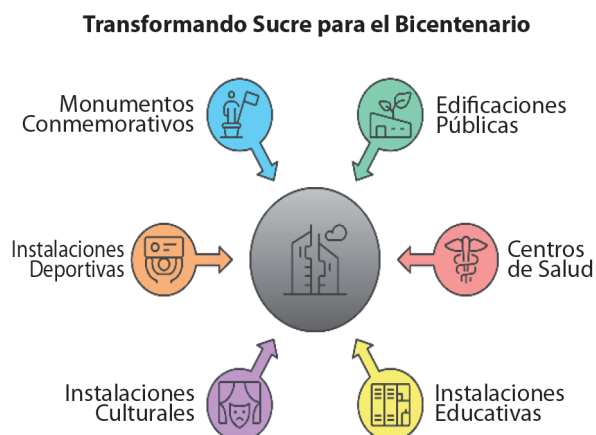 Transformando Sucre para el Bicentenario
Monumentos
Conmemorativos
Edificaciones
Públicas
Instalaciones
Deportivas
Centros
de Salud
Instalaciones
Culturales
Instalaciones
Educativas